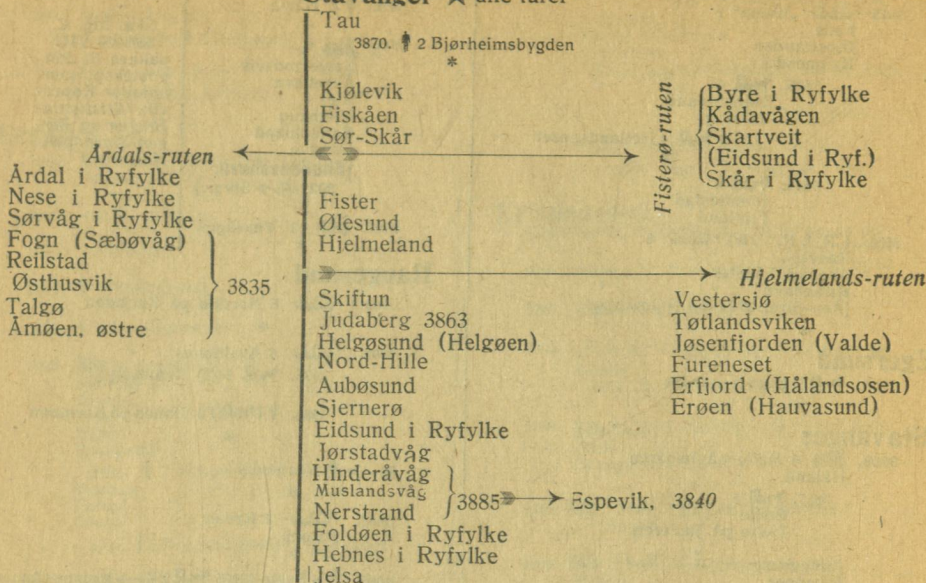 Tau
3870. 2 Bjørheimsbygden
*
Kjølevik
Fiskåen
Sør-Skår
Årdals-ruten
Årdal i Ryfylke
Nese i Ryfylke
Sørvåg i Ryfylke
Fogn (Sæbøvåg)
Reilstad
Østhusvik
Talgø
Åmøen, østre
3835
Fisterø-ruten
Byre i Ryfylke
Kådavågen
Skartveit
(Eidsund i Ryf.)
Skår i Ryfylke
Fister
Ølesund
Hjelmeland
Hjelmelands-ruten
Vestersjø
Tøtlandsviken
Jøsenfjorden (Valde)
Fureneset
Erfjord (Hålandsosen)
Erøen (Hauvasund)
Skiftun
Judaberg 3863
Helgøsund (Helgøen)
Nord-Hille
Aubøsund
Sjernerø
Eidsund i Ryfylke
Jørstadvåg
Hinderåvåg
Muslandsvåg
Nerstrand
3885 Espevik, 3840
Foldøen i Ryfylke
Hebnes i Ryfylke
Jelsa